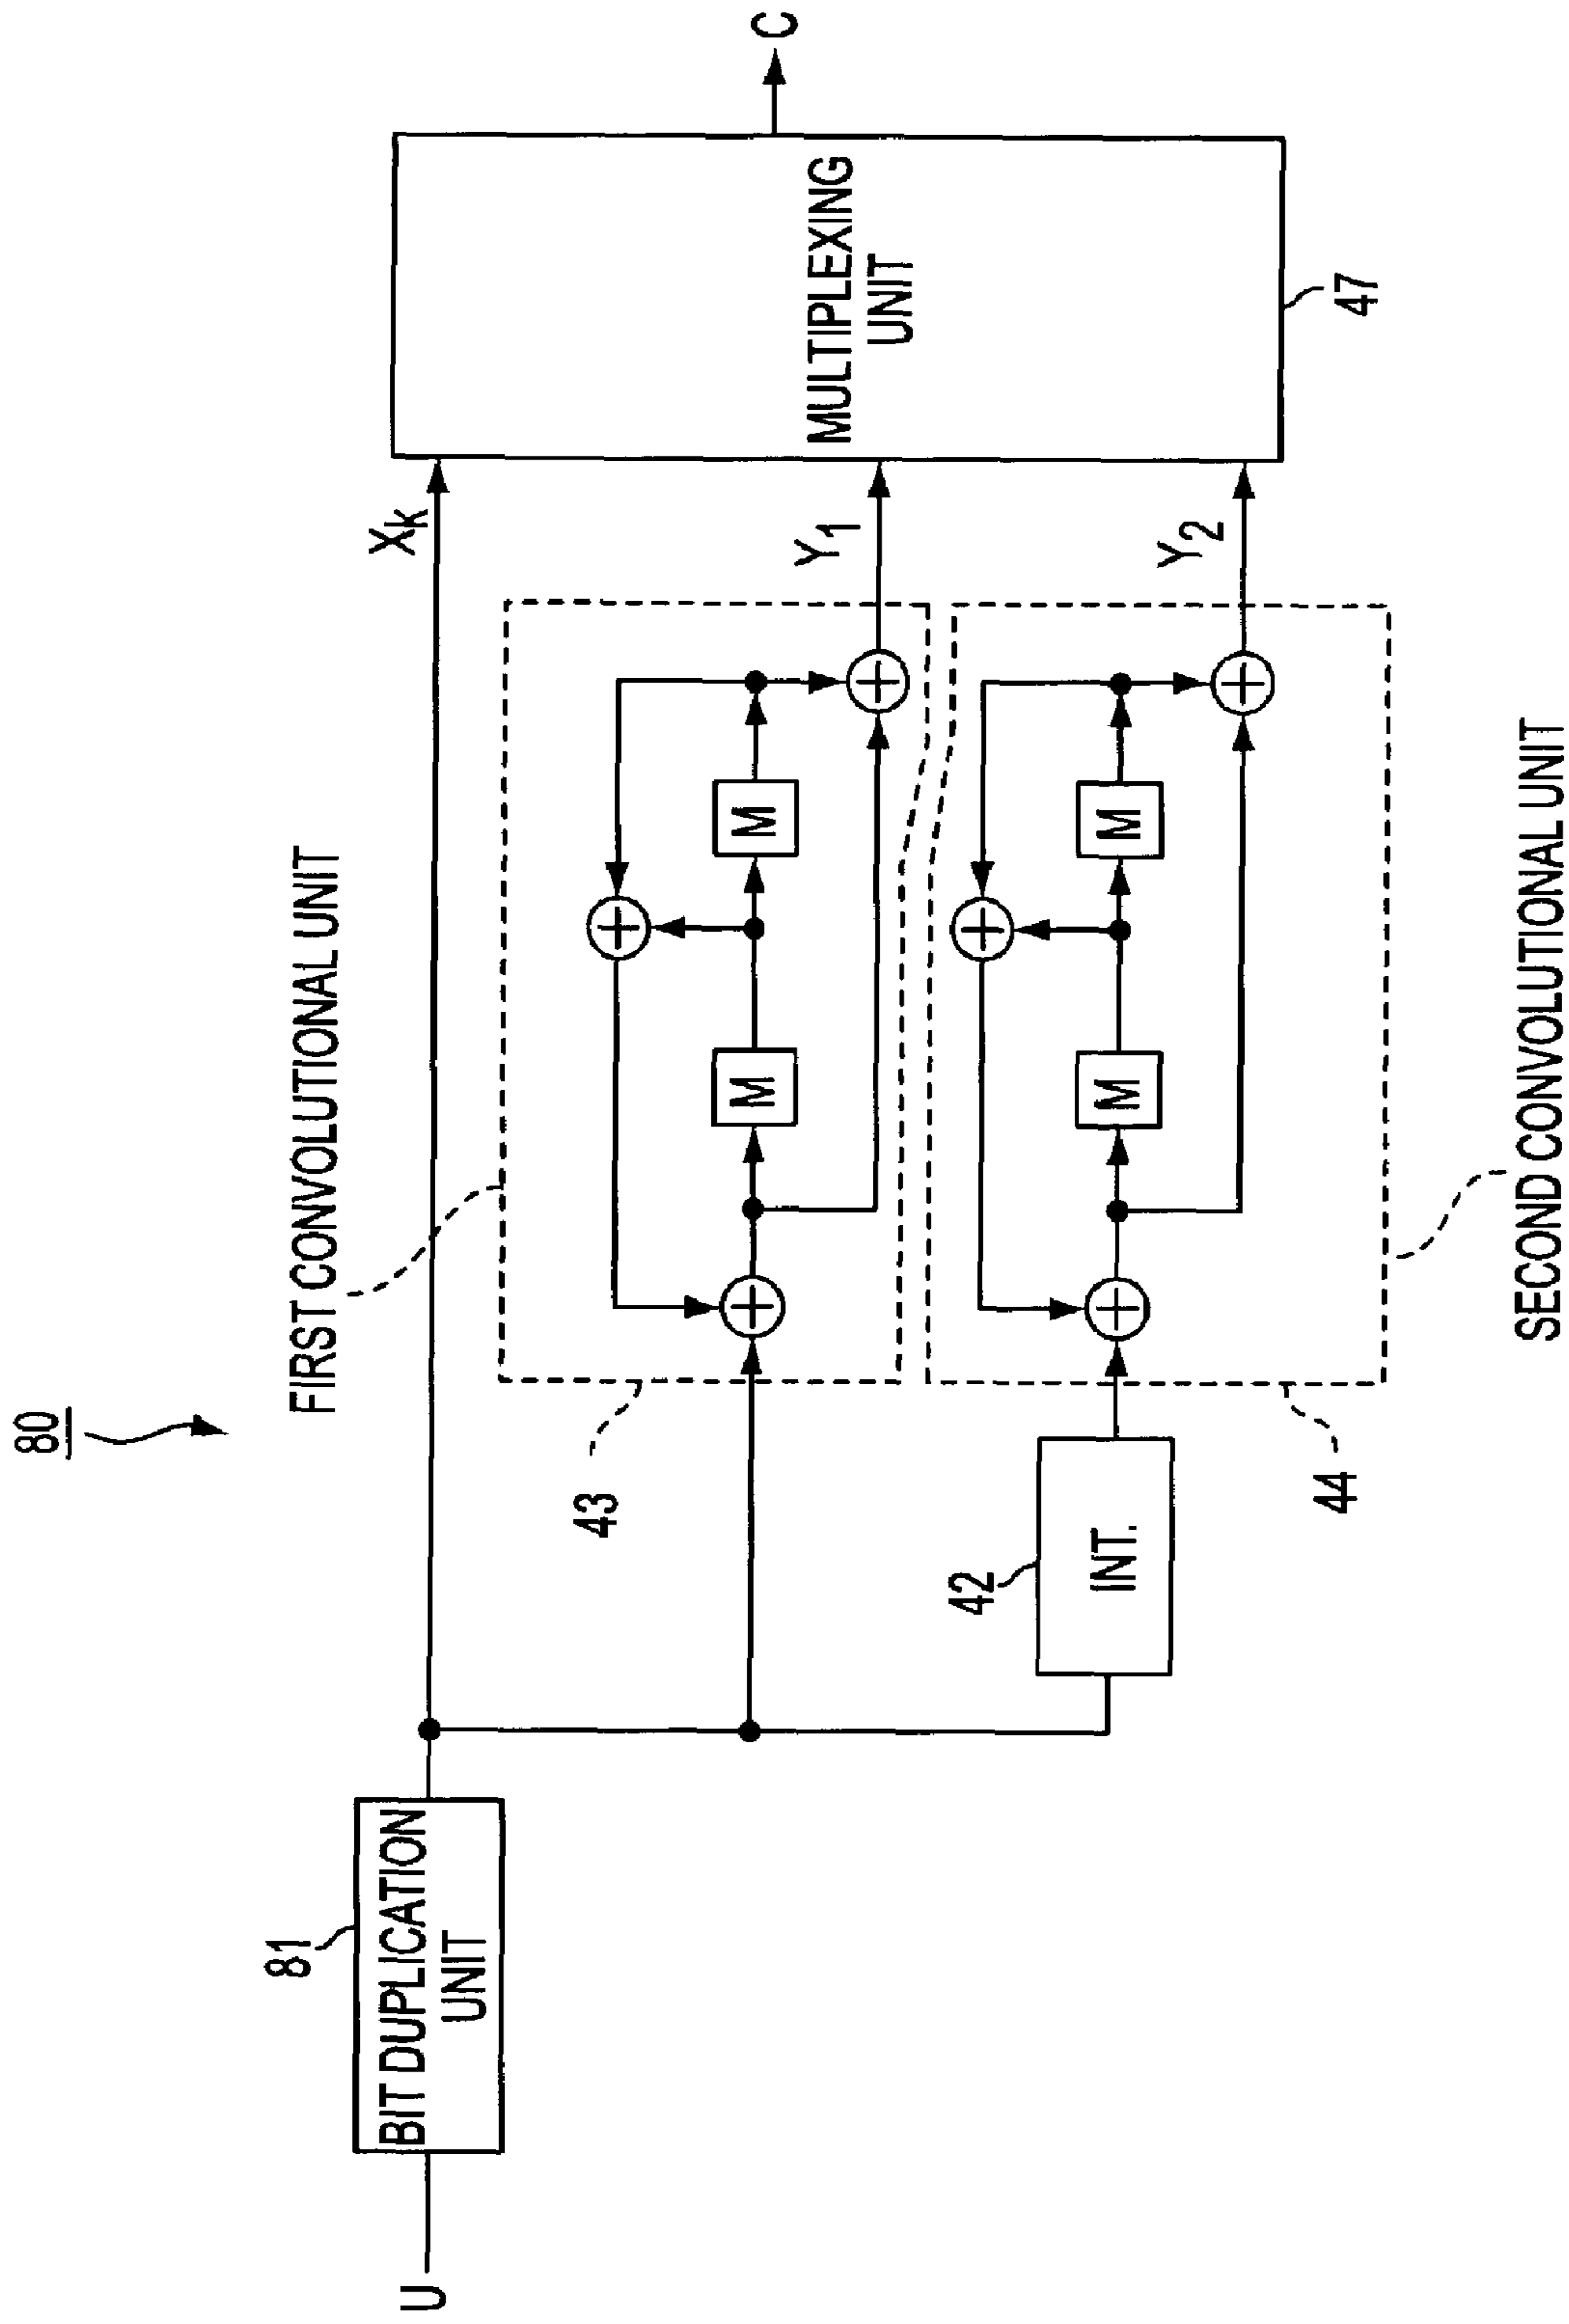 80
U
BIT DUPLICATION
UNIT
81
FIRST CONVOLUTIONAL UNIT
43
M
M
42
INT.
44
M
M
SECOND CONVOLUTIONAL UNIT
Xk
Y1
Y2
MULTIPLEXING
UNIT
47
C